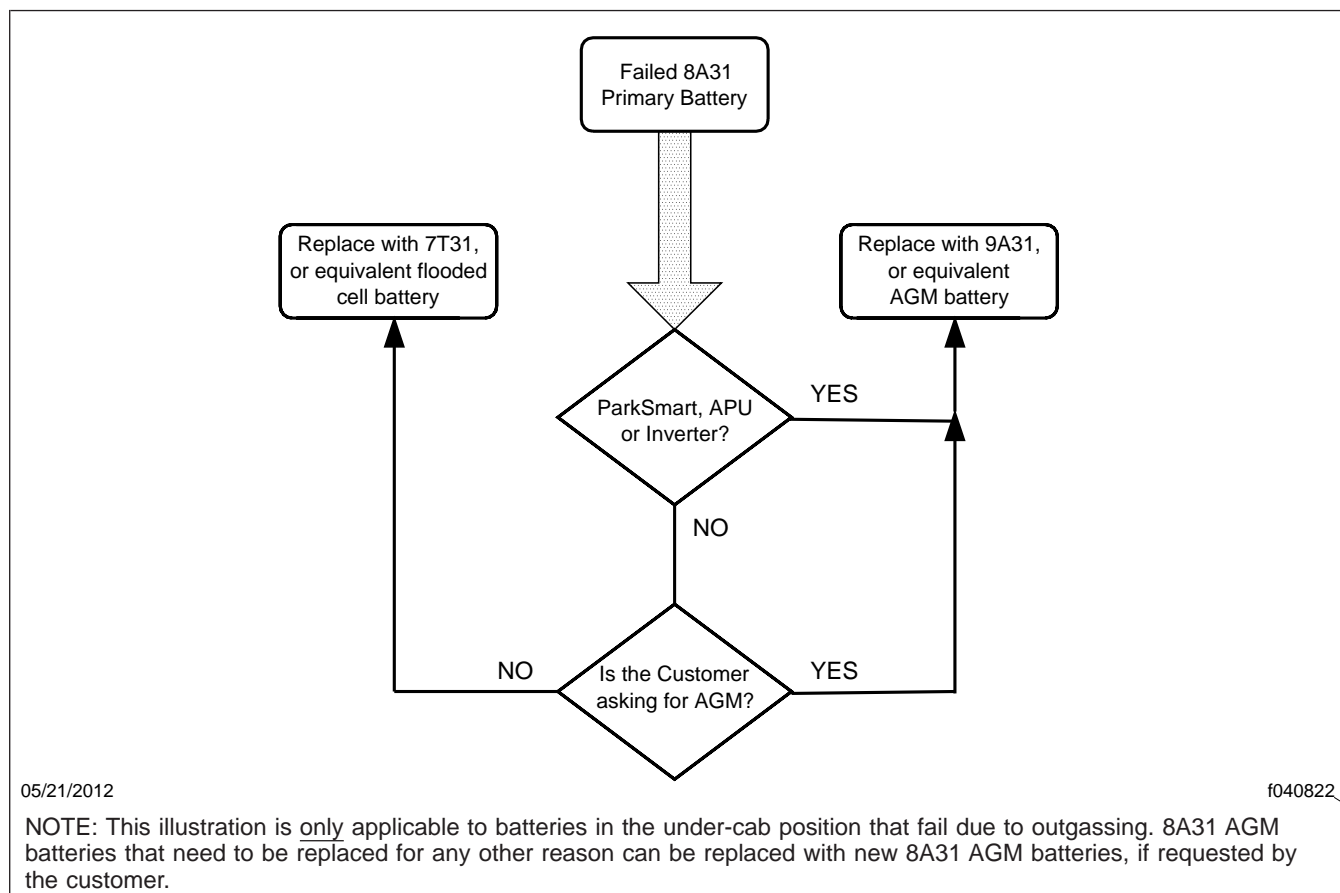 Failed 8A31
Primary Battery
Replace with 7T31,
or equivalent flooded
cell battery
Replace with 9A31,
or equivalent
AGM battery
ParkSmart, APU
or Inverter?
YES
NO
Is the Customer
asking for AGM?
NO
YES
05/21/2012
f040822
NOTE: This illustration is only applicable to batteries in the under-cab position that fail due to outgassing. 8A31 AGM
batteries that need to be replaced for any other reason can be replaced with new 8A31 AGM batteries, if requested by
the customer.